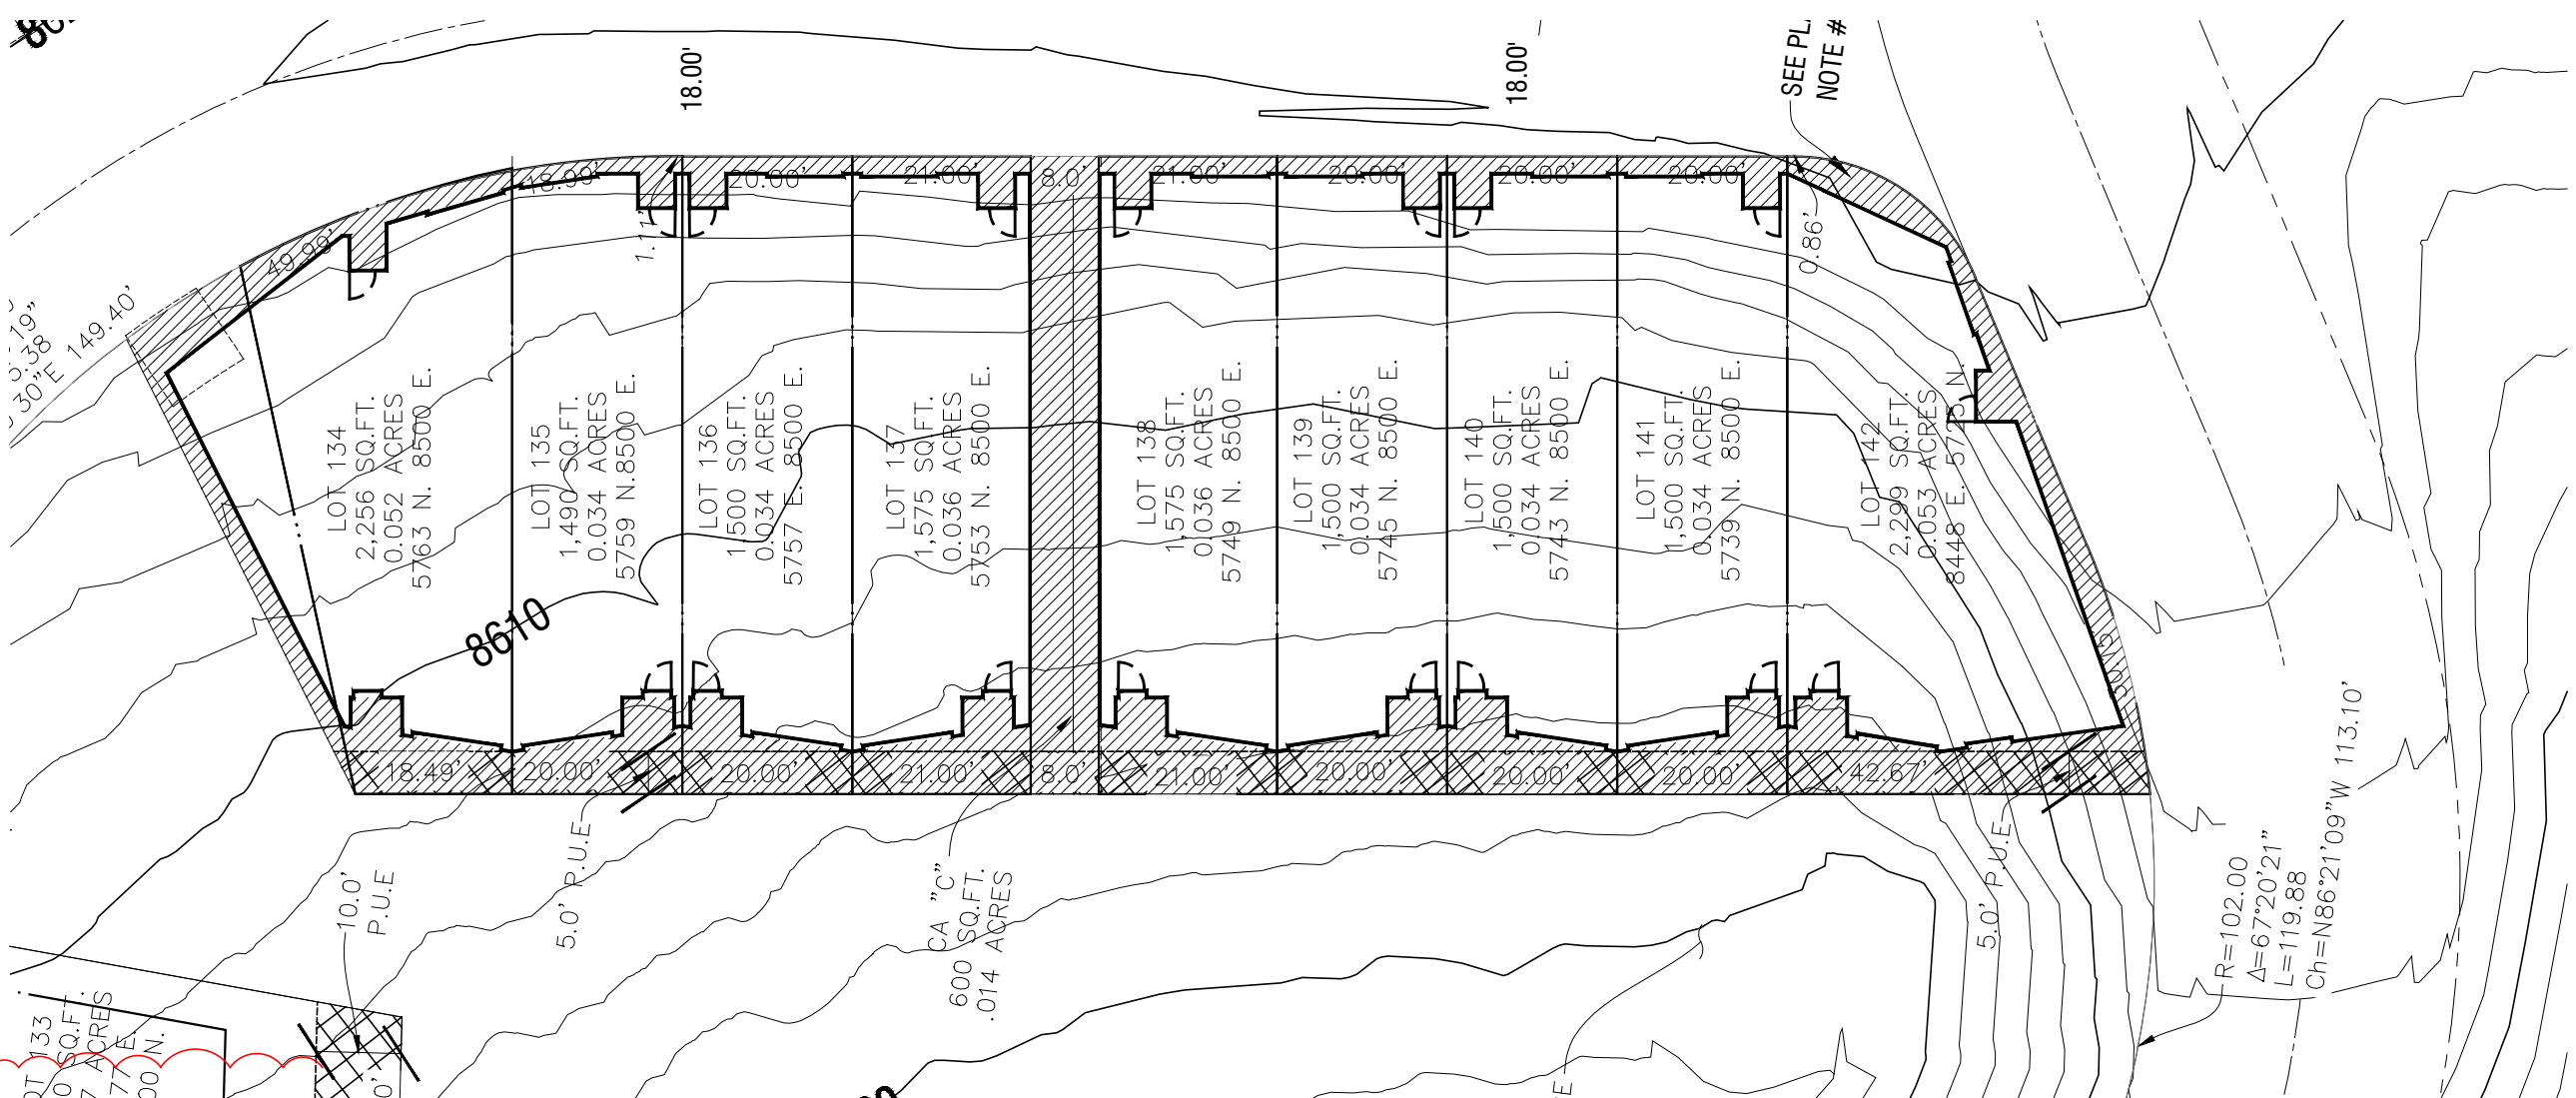 18.00'
18.00'
SEE PL
NOTE #
18.99'
20.00'
21.00'
8.0'
21.00'
20.00'
20.00'
20.00'
49.99'
1.11'
0.86'
30"E 149.40'
LOT 134
2,256 SQ.FT.
0.052 ACRES
5763 N. 8500 E.
LOT 135
1,490 SQ.FT.
0.034 ACRES
5759 N.8500 E.
LOT 136
1,500 SQ.FT.
0.034 ACRES
5757 E. 8500 E.
LOT 137
1,575 SQ.FT.
0.036 ACRES
5753 N. 8500 E.
LOT 138
1,575 SQ.FT.
0.036 ACRES
5749 N. 8500 E.
LOT 139
1,500 SQ.FT.
0.034 ACRES
5745 N. 8500 E.
LOT 140
1,500 SQ.FT.
0.034 ACRES
5743 N. 8500 E.
LOT 141
1,500 SQ.FT.
0.034 ACRES
5739 N. 8500 E.
LOT 142
2,299 SQ.FT.
0.053 ACRES
8448 E. 5725 N.
8610
18.49'
20.00'
20.00'
21.00'
8.0'
21.00'
20.00'
20.00'
20.00'
42.67'
10.0'
P.U.E
5.0' P.U.E
CA "C"
600 SQ.FT.
.014 ACRES
5.0' P.U.E
R=102.00
Δ=67°20'21"
L=119.88
Ch=N86°21'09"W 113.10'
133
SQ.FT.
ACRES